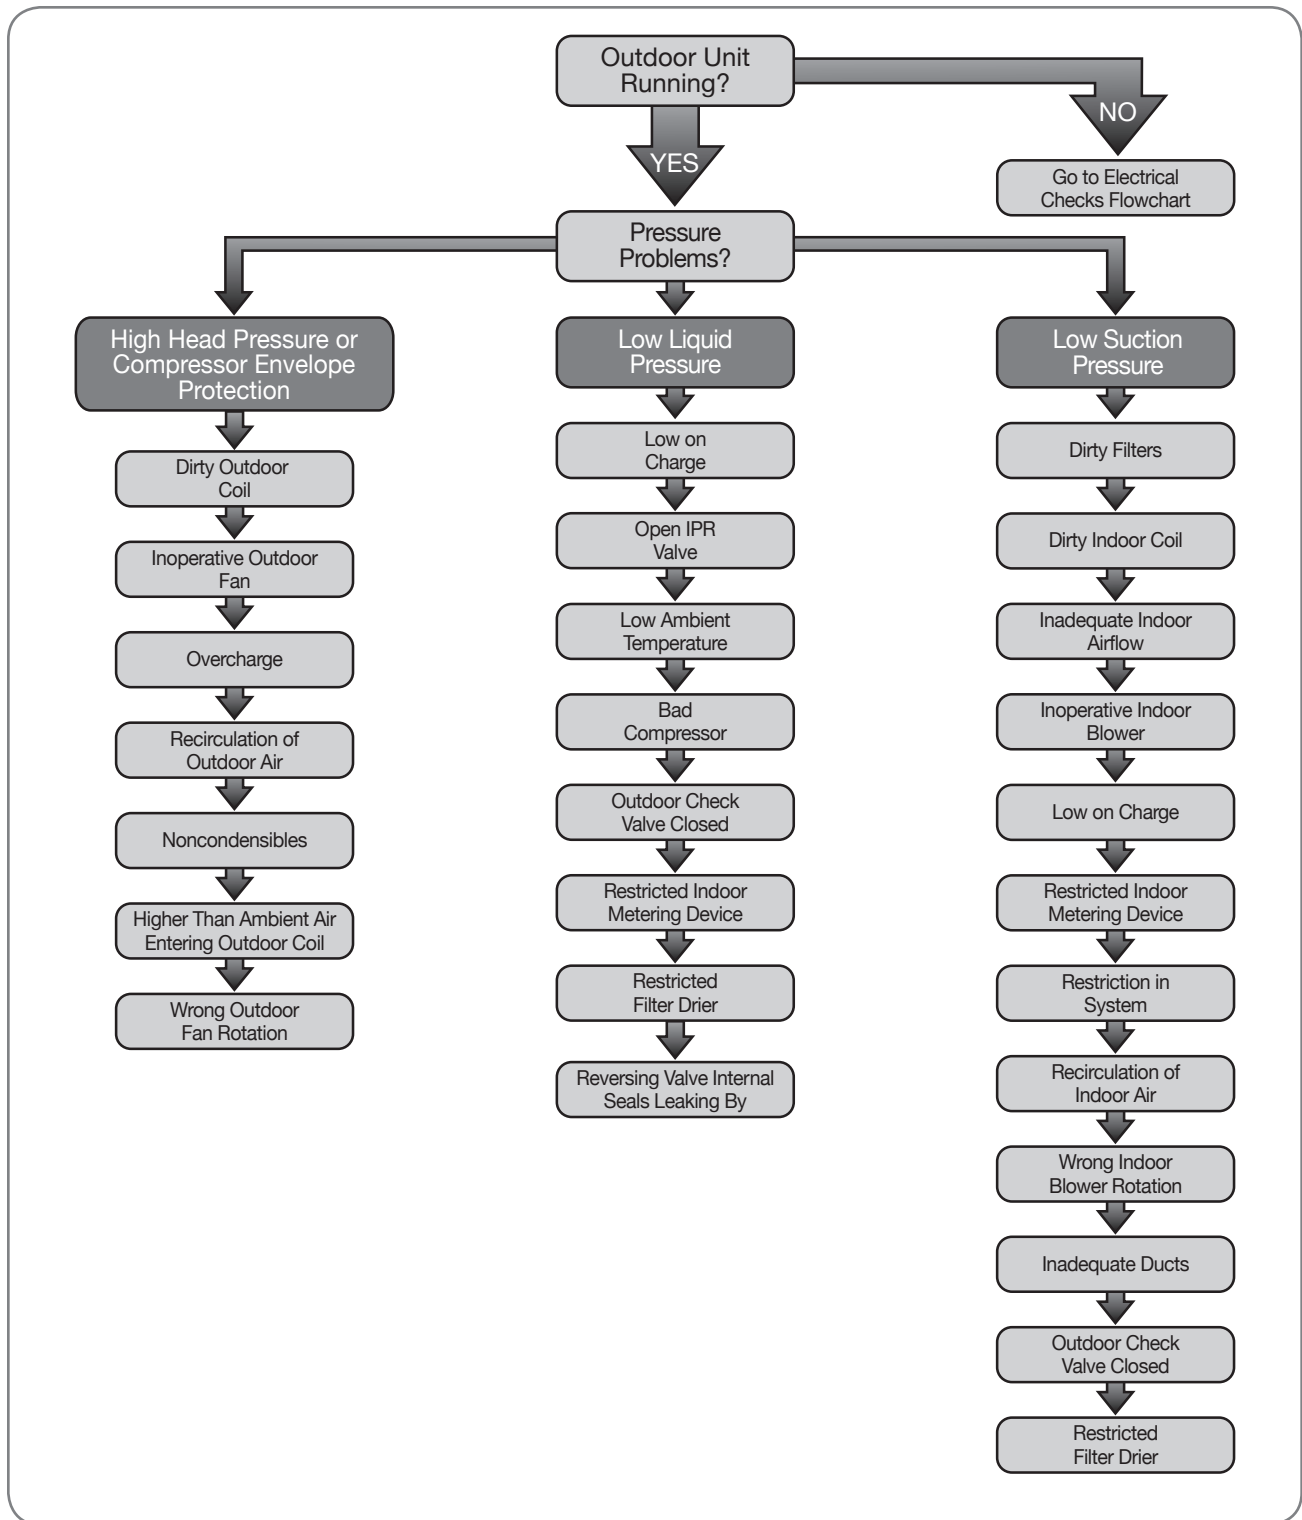 Outdoor Unit
Running?
NO
YES
Go to Electrical
Checks Flowchart
Pressure
Problems?
High Head Pressure or
Compressor Envelope
Protection
Dirty Outdoor
Coil
Inoperative Outdoor
Fan
Overcharge
Recirculation of
Outdoor Air
Noncondensibles
Higher Than Ambient Air
Entering Outdoor Coil
Wrong Outdoor
Fan Rotation
Low Liquid
Pressure
Low on
Charge
Open IPR
Valve
Low Ambient
Temperature
Bad
Compressor
Outdoor Check
Valve Closed
Restricted Indoor
Metering Device
Restricted
Filter Drier
Reversing Valve Internal
Seals Leaking By
Low Suction
Pressure
Dirty Filters
Dirty Indoor Coil
Inadequate Indoor
Airflow
Inoperative Indoor
Blower
Low on Charge
Restricted Indoor
Metering Device
Restriction in
System
Recirculation of
Indoor Air
Wrong Indoor
Blower Rotation
Inadequate Ducts
Outdoor Check
Valve Closed
Restricted
Filter Drier